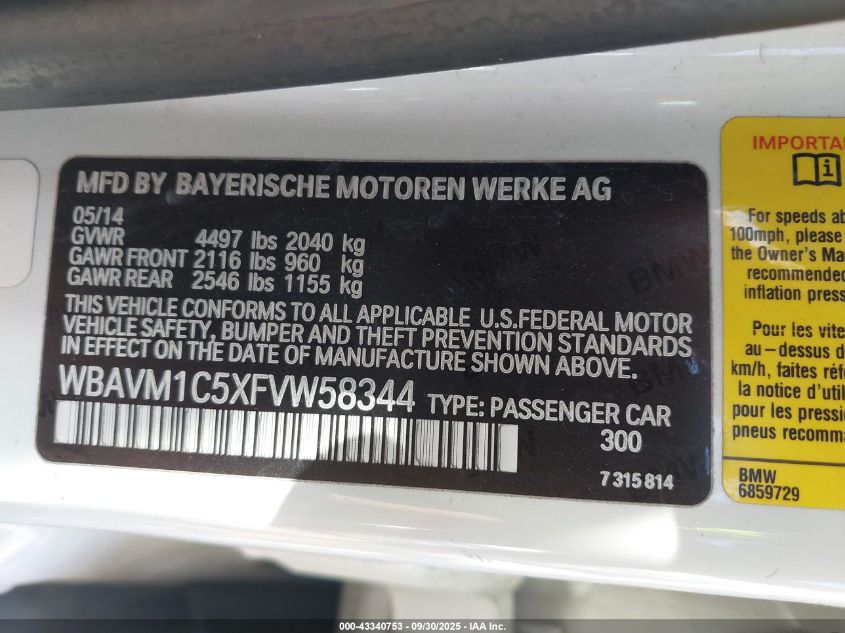 MFD BY BAYERISCHE MOTOREN WERKE AG
05/14
GVWR 4497 lbs 2040 kg
GAWR FRONT 2116 lbs 960 kg
GAWR REAR 2546 lbs 1155 kg
THIS VEHICLE CONFORMS TO ALL APPLICABLE U.S.FEDERAL MOTOR
VEHICLE SAFETY, BUMPER AND THEFT PREVENTION STANDARDS
IN EFFECT ON THE DATE OF MANUFACTURE SHOWN ABOVE.
WBAVM1C5XFVW58344 TYPE: PASSENGER CAR
300
7 315 814
IMPORTA
i
For speeds ab
100mph, please
the Owner's Ma
recommended
inflation press
Pour les vite
au-dessus d
km/h, faites réf
la notice d'utili
pour les pressi
pneus recomma
BMW
6859729
000-43340753 - 09/30/2025 - IAA Inc.